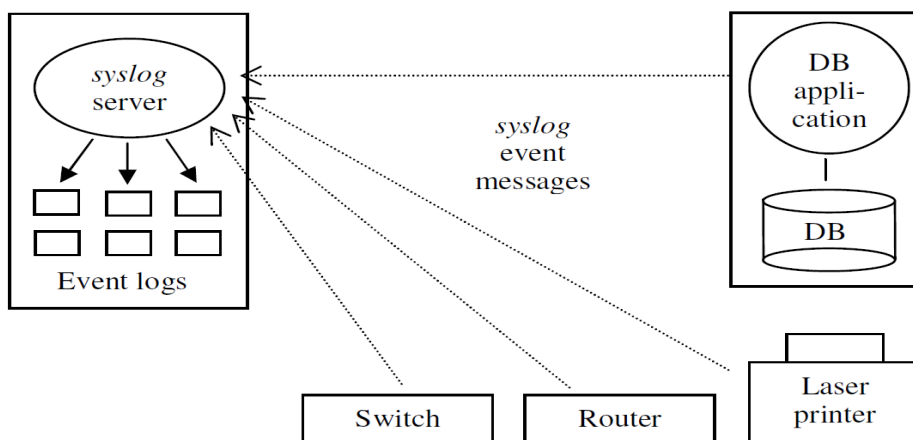 syslog
server
Event logs
syslog
event
messages
DB
appli-
cation
DB
Switch
Router
Laser
printer